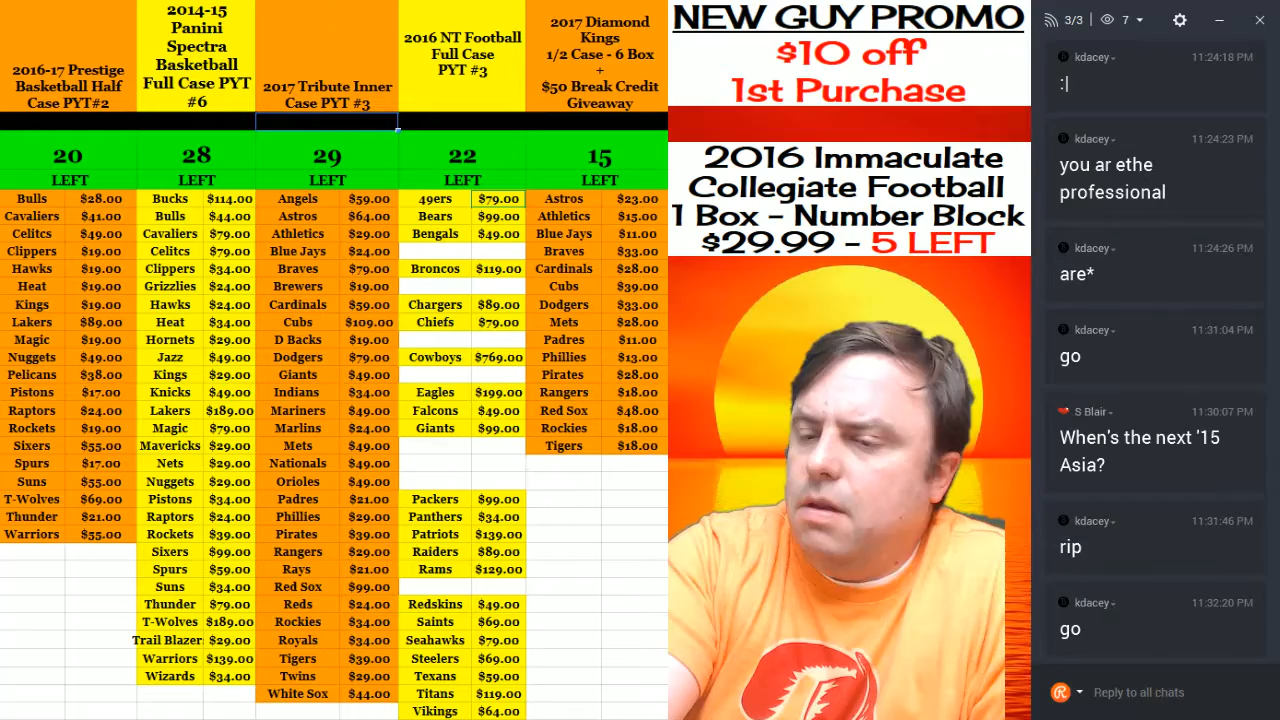 2016-17 Prestige
Basketball Half
Case PYT#2
20
LEFT
Bulls $28.00
Cavaliers $41.00
Celitcs $49.00
Clippers $19.00
Hawks $19.00
Heat $19.00
Kings $19.00
Lakers $89.00
Magic $19.00
Nuggets $49.00
Pelicans $38.00
Pistons $17.00
Raptors $24.00
Rockets $19.00
Sixers $55.00
Spurs $17.00
Suns $55.00
T-Wolves $69.00
Thunder $21.00
Warriors $55.00
2014-15
Panini
Spectra
Basketball
Full Case PYT
#6
28
LEFT
Bucks $114.00
Bulls $44.00
Cavaliers $79.00
Celitcs $79.00
Clippers $34.00
Grizzlies $24.00
Hawks $24.00
Heat $34.00
Hornets $29.00
Jazz $49.00
Kings $29.00
Knicks $49.00
Lakers $189.00
Magic $79.00
Mavericks $29.00
Nets $29.00
Nuggets $29.00
Pistons $34.00
Raptors $24.00
Rockets $39.00
Sixers $99.00
Spurs $59.00
Suns $34.00
Thunder $79.00
T-Wolves $189.00
Trail Blazer $29.00
Warriors $139.00
Wizards $34.00
2017 Tribute Inner
Case PYT #3
29
LEFT
Angels $59.00
Astros $64.00
Athletics $29.00
Blue Jays $24.00
Braves $79.00
Brewers $24.00
Cardinals $59.00
Cubs $109.00
D Backs $19.00
Dodgers $79.00
Giants $49.00
Indians $34.00
Mariners $49.00
Marlins $24.00
Mets $49.00
Nationals $49.00
Orioles $49.00
Padres $21.00
Phillies $29.00
Pirates $39.00
Rangers $29.00
Rays $21.00
Red Sox $99.00
Reds $24.00
Rockies $34.00
Royals $34.00
Tigers $39.00
Twins $29.00
White Sox $44.00
2016 NT Football
Full Case
PYT #3
22
LEFT
49ers $79.00
Bears $99.00
Bengals $49.00
Broncos $119.00
Chargers $89.00
Chiefs $79.00
Cowboys $769.00
Eagles $199.00
Falcons $49.00
Giants $99.00
Packers $99.00
Panthers $34.00
Patriots $139.00
Raiders $89.00
Rams $129.00
Redskins $49.00
Saints $69.00
Seahawks $79.00
Steelers $69.00
Texans $59.00
Titans $119.00
Vikings $64.00
2017 Diamond
Kings
1/2 Case - 6 Box
+
$50 Break Credit
Giveaway
15
LEFT
Astros $23.00
Athletics $15.00
Blue Jays $11.00
Braves $33.00
Cardinals $28.00
Cubs $39.00
Dodgers $33.00
Mets $28.00
Padres $11.00
Phillies $13.00
Pirates $28.00
Rangers $18.00
Red Sox $48.00
Rockies $18.00
Tigers $18.00
NEW GUY PROMO
$10 off
1st Purchase
2016 Immaculate
Collegiate Football
1 Box - Number Block
$29.99 - 5 LEFT
3/3 7
kdacey 11:24:18 PM
:|
kdacey 11:24:23 PM
you ar ethe
professional
kdacey 11:24:26 PM
are*
kdacey 11:31:04 PM
go
S Blair 11:30:07 PM
When's the next '15
Asia?
kdacey 11:31:46 PM
rip
kdacey 11:32:20 PM
go
Reply to all chats